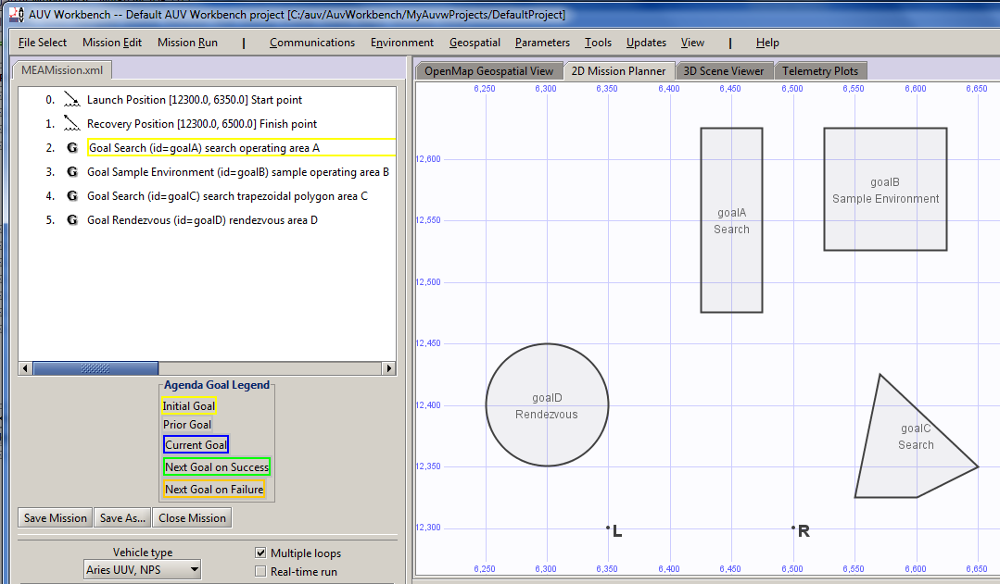 AUV Workbench -- Default AUV Workbench project [C:/auv/AuvWorkbench/MyAuvwProjects/DefaultProject]
File Select Mission Edit Mission Run | Communications Environment Geospatial Parameters Tools Updates View | Help
MEAMission.xml
0. Launch Position [12300.0, 6350.0] Start point
1. Recovery Position [12300.0, 6500.0] Finish point
2. G Goal Search (id=goalA) search operating area A
3. G Goal Sample Environment (id=goalB) sample operating area B
4. G Goal Search (id=goalC) search trapezoidal polygon area C
5. G Goal Rendezvous (id=goalD) rendezvous area D
Agenda Goal Legend
Initial Goal
Prior Goal
Current Goal
Next Goal on Success
Next Goal on Failure
Save Mission Save As... Close Mission
Vehicle type
Aries UUV, NPS
Multiple loops
Real-time run
OpenMap Geospatial View 2D Mission Planner 3D Scene Viewer Telemetry Plots
6,250 6,300 6,350 6,400 6,450 6,500 6,550 6,600 6,650
12,600
12,550
12,500
12,450
12,400
12,350
12,300
goalA
Search
goalB
Sample Environment
goalD
Rendezvous
goalC
Search
L
R
6,250 6,300 6,350 6,400 6,450 6,500 6,550 6,600 6,650